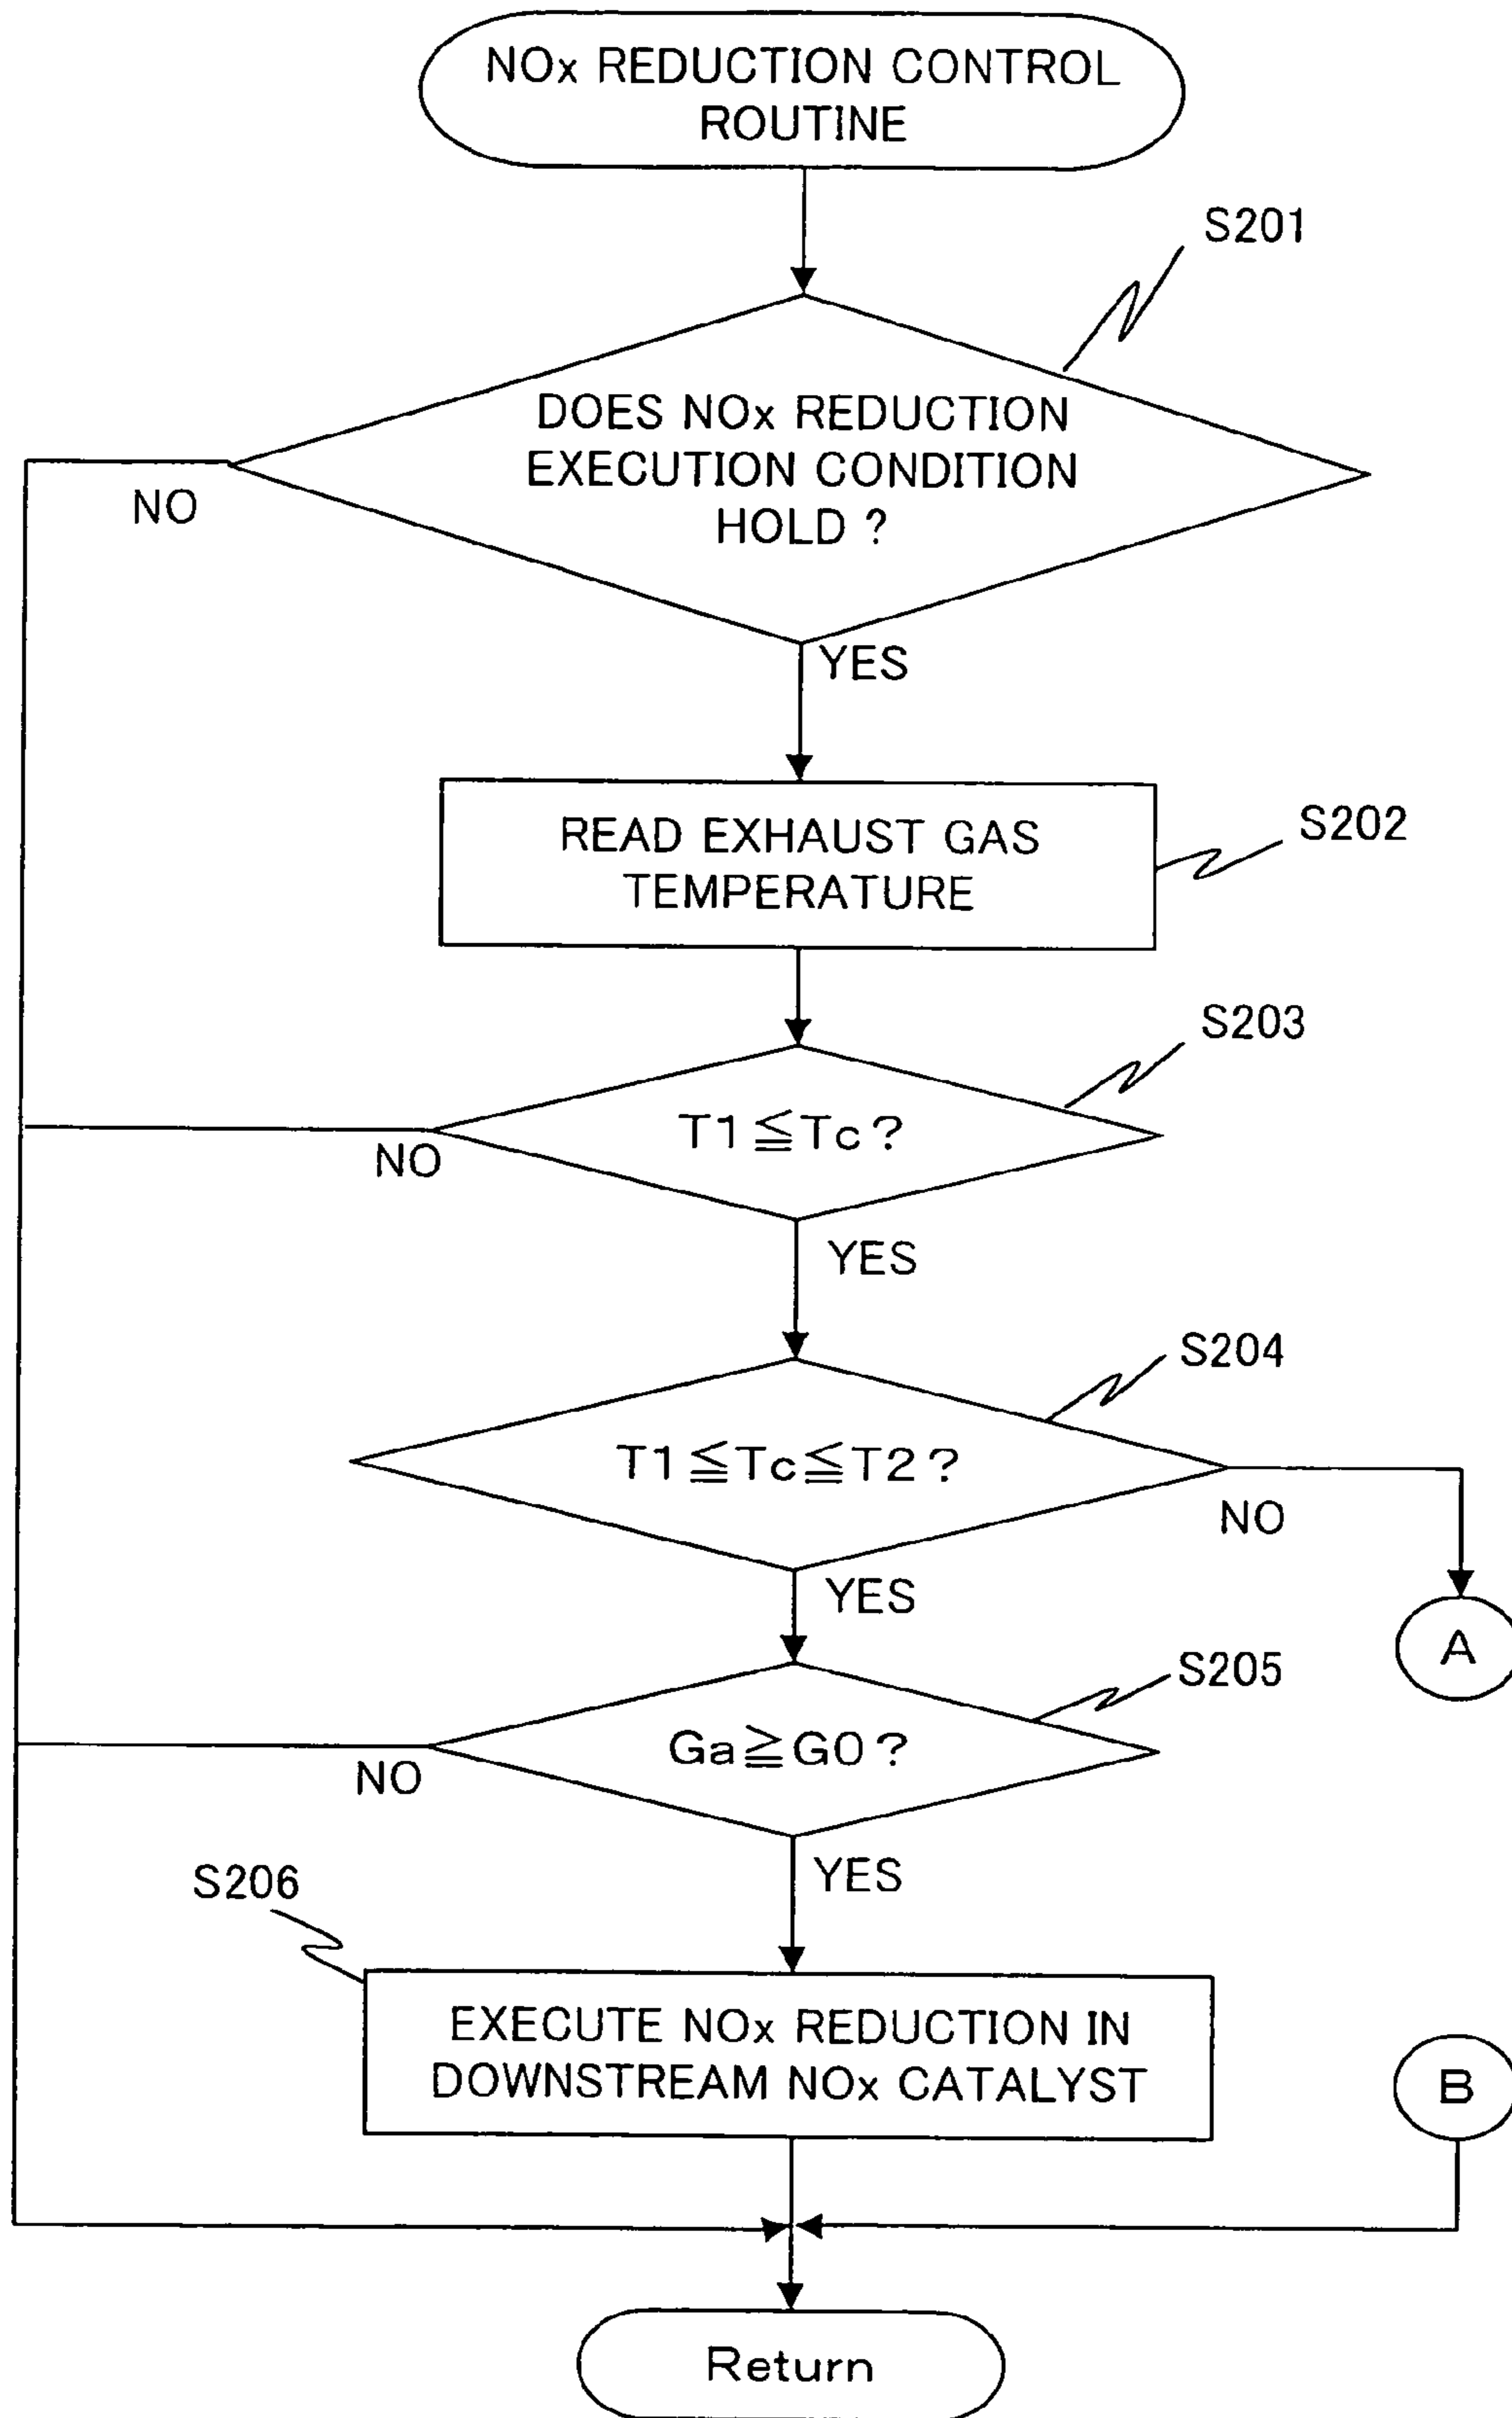 NOx REDUCTION CONTROL
ROUTINE
S201
DOES NOx REDUCTION
EXECUTION CONDITION
HOLD ?
NO
YES
READ EXHAUST GAS
TEMPERATURE
S202
S203
T1≦Tc?
NO
YES
S204
T1≦Tc≦T2?
NO
YES
A
S205
Ga≧G0?
NO
YES
S206
EXECUTE NOx REDUCTION IN
DOWNSTREAM NOx CATALYST
B
Return